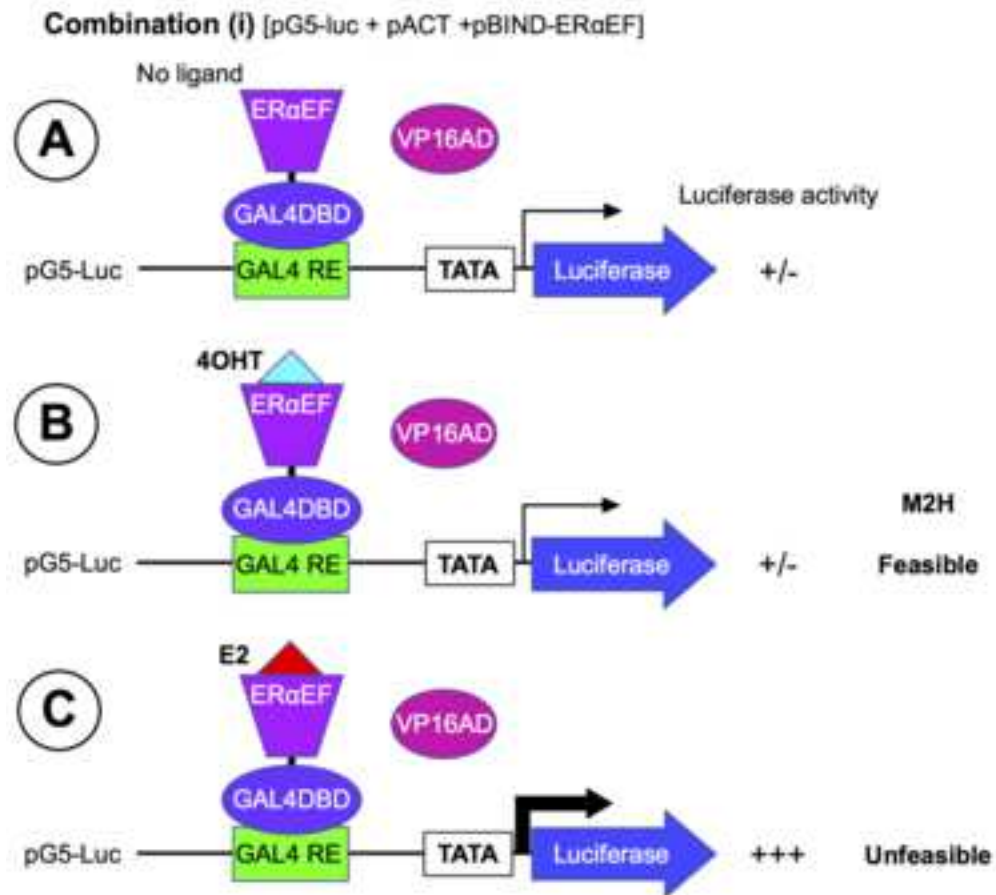 Combination (i) [pG5-luc + pACT +pBIND-ERαEF]
No ligand
A
ERαEF
VP16AD
GAL4DBD
Luciferase activity
pG5-Luc
GAL4 RE
TATA
Luciferase
+/-
4OHT
B
ERαEF
VP16AD
GAL4DBD
M2H
pG5-Luc
GAL4 RE
TATA
Luciferase
+/-
Feasible
E2
C
ERαEF
VP16AD
GAL4DBD
pG5-Luc
GAL4 RE
TATA
Luciferase
+++
Unfeasible